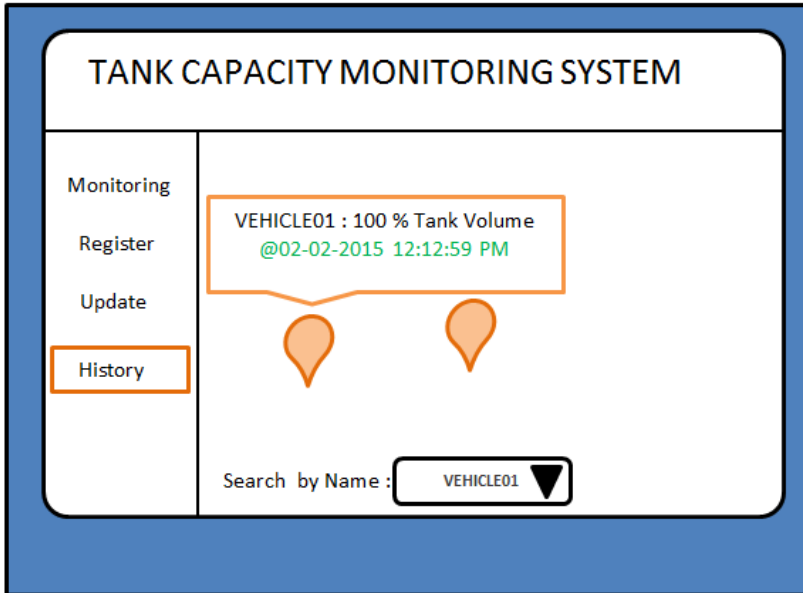 TANK CAPACITY MONITORING SYSTEM
Monitoring
Register
Update
History
VEHICLE01 : 100 % Tank Volume
@02-02-2015 12:12:59 PM
Search by Name : VEHICLE01